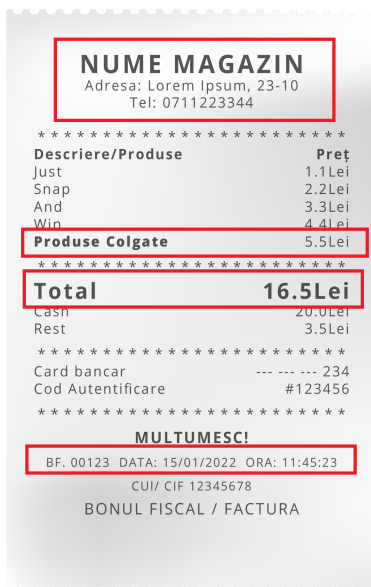 NUME MAGAZIN
Adresa: Lorem Ipsum, 23-10
Tel: 0711223344
* * * * * * * * * * * * * * * * * * * * * * * *
Descriere/Produse Preț
Just 1.1Lei
Snap 2.2Lei
And 3.3Lei
Win 4.4Lei
Produse Colgate 5.5Lei
* * * * * * * * * * * * * * * * * * * * * * * *
Total 16.5Lei
Cash 20.0Lei
Rest 3.5Lei
* * * * * * * * * * * * * * * * * * * * * * * *
Card bancar --- --- --- 234
Cod Autentificare #123456
* * * * * * * * * * * * * * * * * * * * * * * *
MULTUMESC!
BF. 00123 DATA: 15/01/2022 ORA: 11:45:23
CUI/ CIF 12345678
BONUL FISCAL / FACTURA